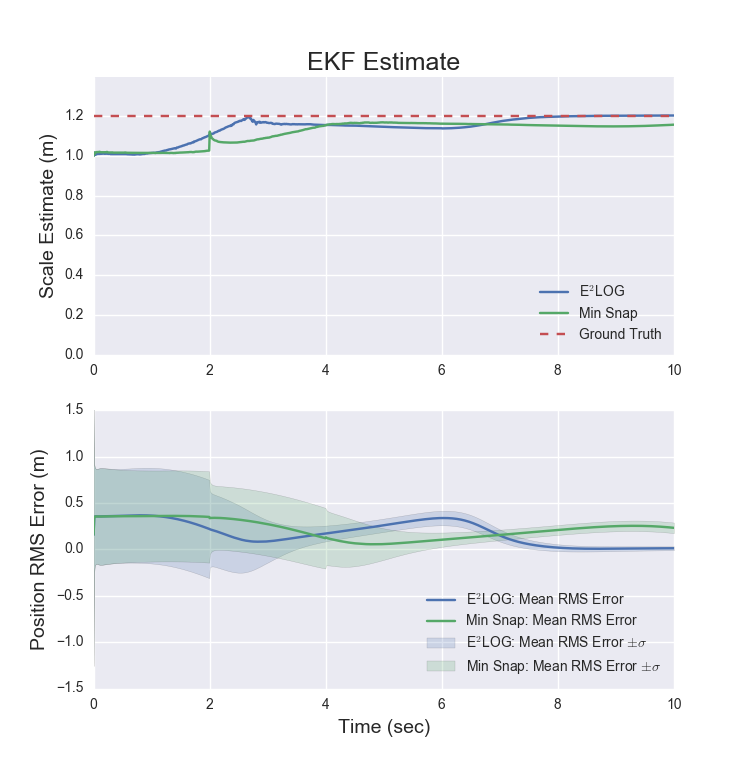 EKF Estimate
Scale Estimate (m)
1.2
1.0
0.8
0.6
0.4
0.2
0.0
E²LOG
Min Snap
Ground Truth
0 2 4 6 8 10
Position RMS Error (m)
1.5
1.0
0.5
0.0
−0.5
−1.0
−1.5
E²LOG: Mean RMS Error
Min Snap: Mean RMS Error
E²LOG: Mean RMS Error ±σ
Min Snap: Mean RMS Error ±σ
0 2 4 6 8 10
Time (sec)